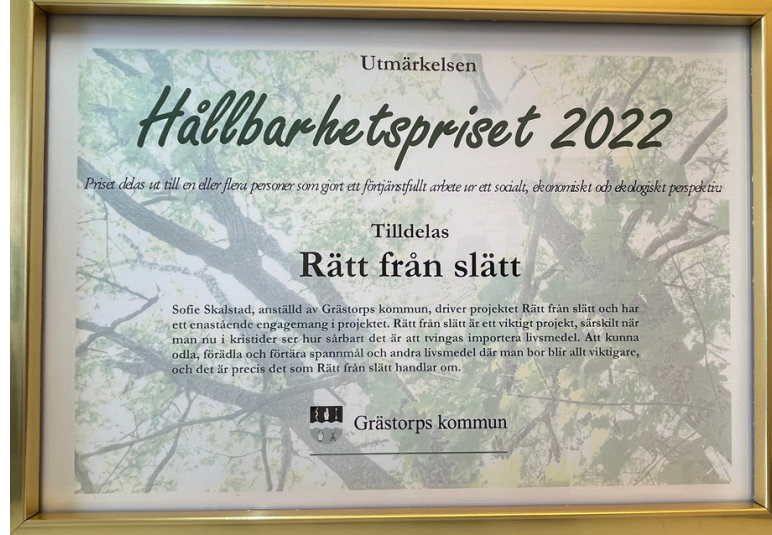 Utmärkelsen
Hållbarhetspriset 2022
Priset delas ut till en eller flera personer som gjort ett förtjänstfullt arbete ur ett socialt, ekonomiskt och ekologiskt perspektiv
Tilldelas
Rätt från slätt
Sofie Skalstad, anställd av Grästorps kommun, driver projektet Rätt från slätt och har
ett enastående engagemang i projektet. Rätt från slätt är ett viktigt projekt, särskilt när
man nu i kristider ser hur sårbart det är att tvingas importera livsmedel. Att kunna
odla, förädla och förtära spannmål och andra livsmedel där man bor blir allt viktigare,
och det är precis det som Rätt från slätt handlar om.
Grästorps kommun